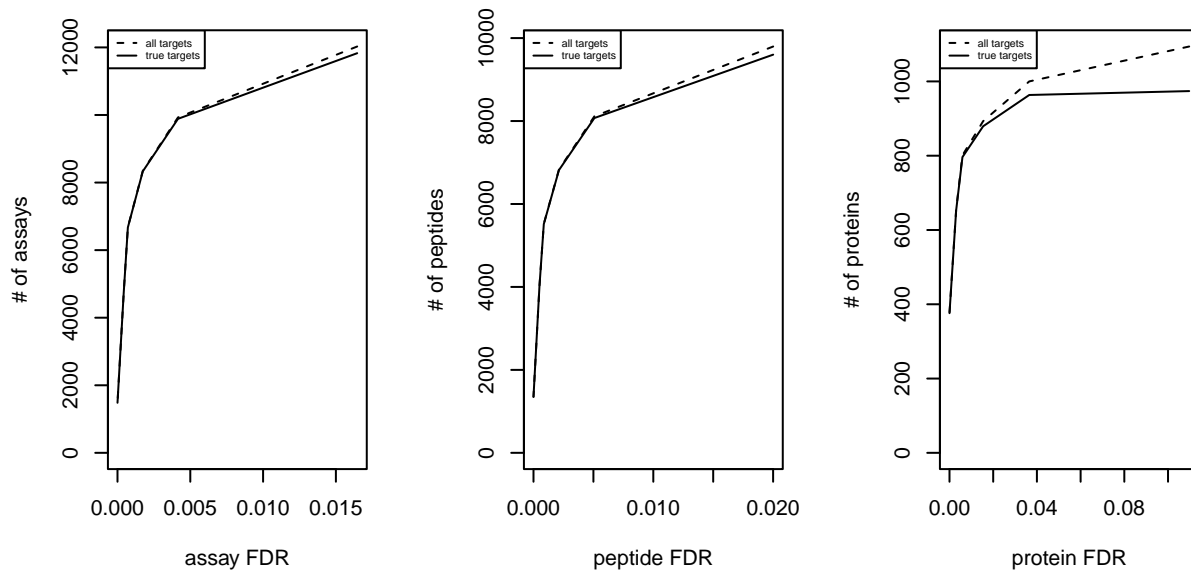 all targets
true targets
# of assays
0
2000
4000
6000
8000
12000
0.000
0.005
0.010
0.015
assay FDR
all targets
true targets
# of peptides
0
2000
4000
6000
8000
10000
0.000
0.010
0.020
peptide FDR
all targets
true targets
# of proteins
0
200
400
600
800
1000
0.00
0.04
0.08
protein FDR